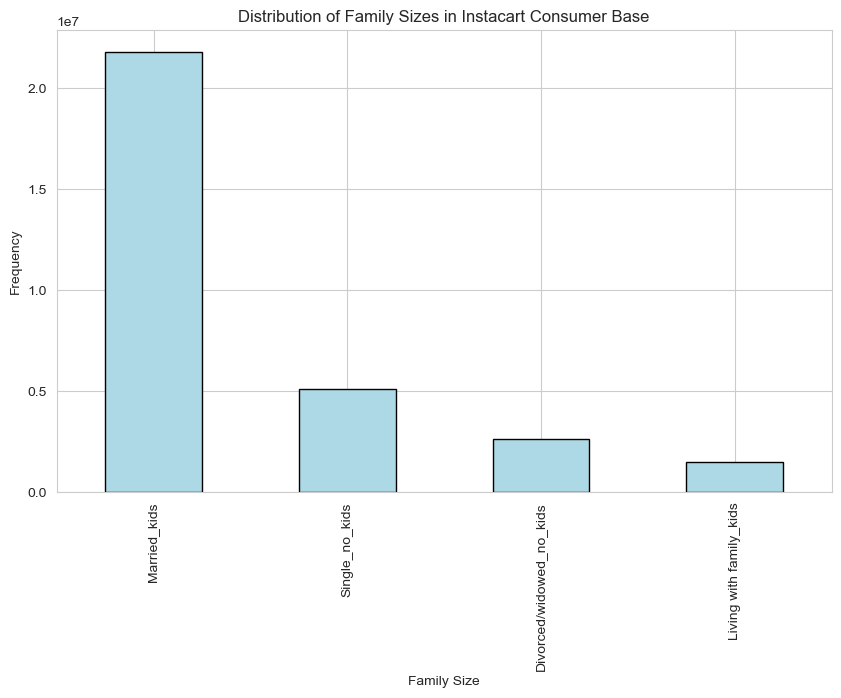 Distribution of Family Sizes in Instacart Consumer Base
1e7
2.0
1.5
1.0
0.5
0.0
Frequency
Married_kids
Single_no_kids
Divorced/widowed_no_kids
Living with family_kids
Family Size